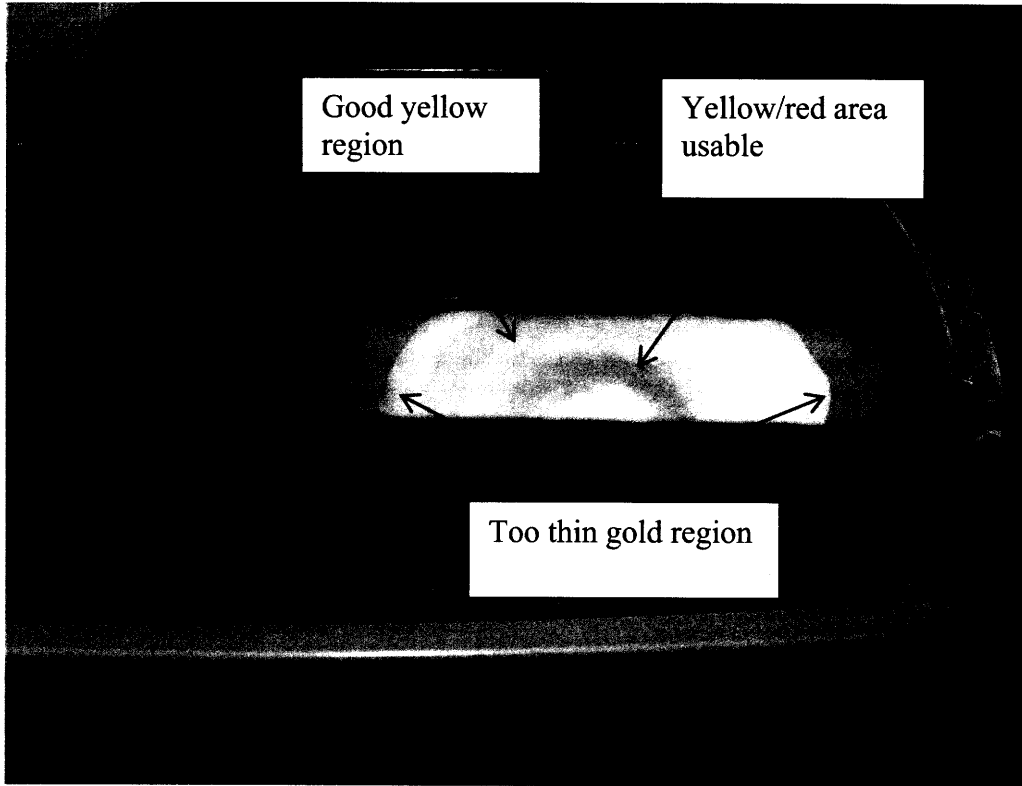 Good yellow
region
Yellow/red area
usable
Too thin gold region